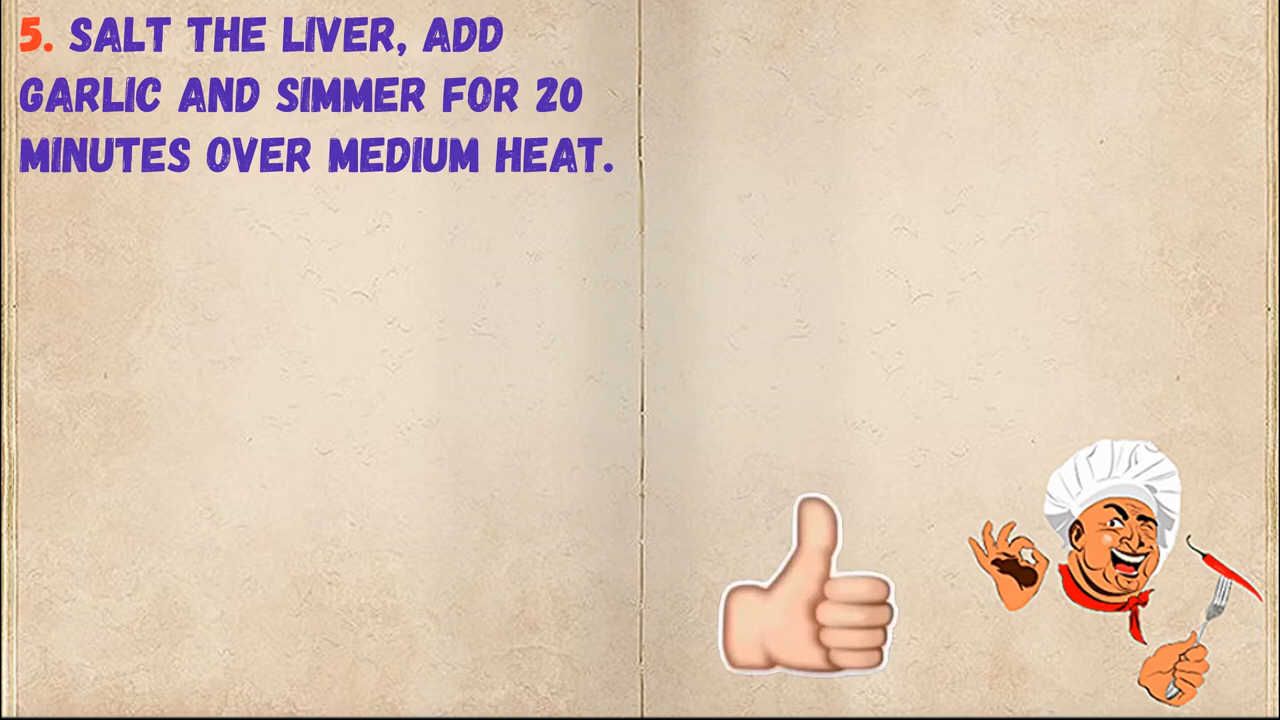 5. SALT THE LIVER, ADD
GARLIC AND SIMMER FOR 20
MINUTES OVER MEDIUM HEAT.